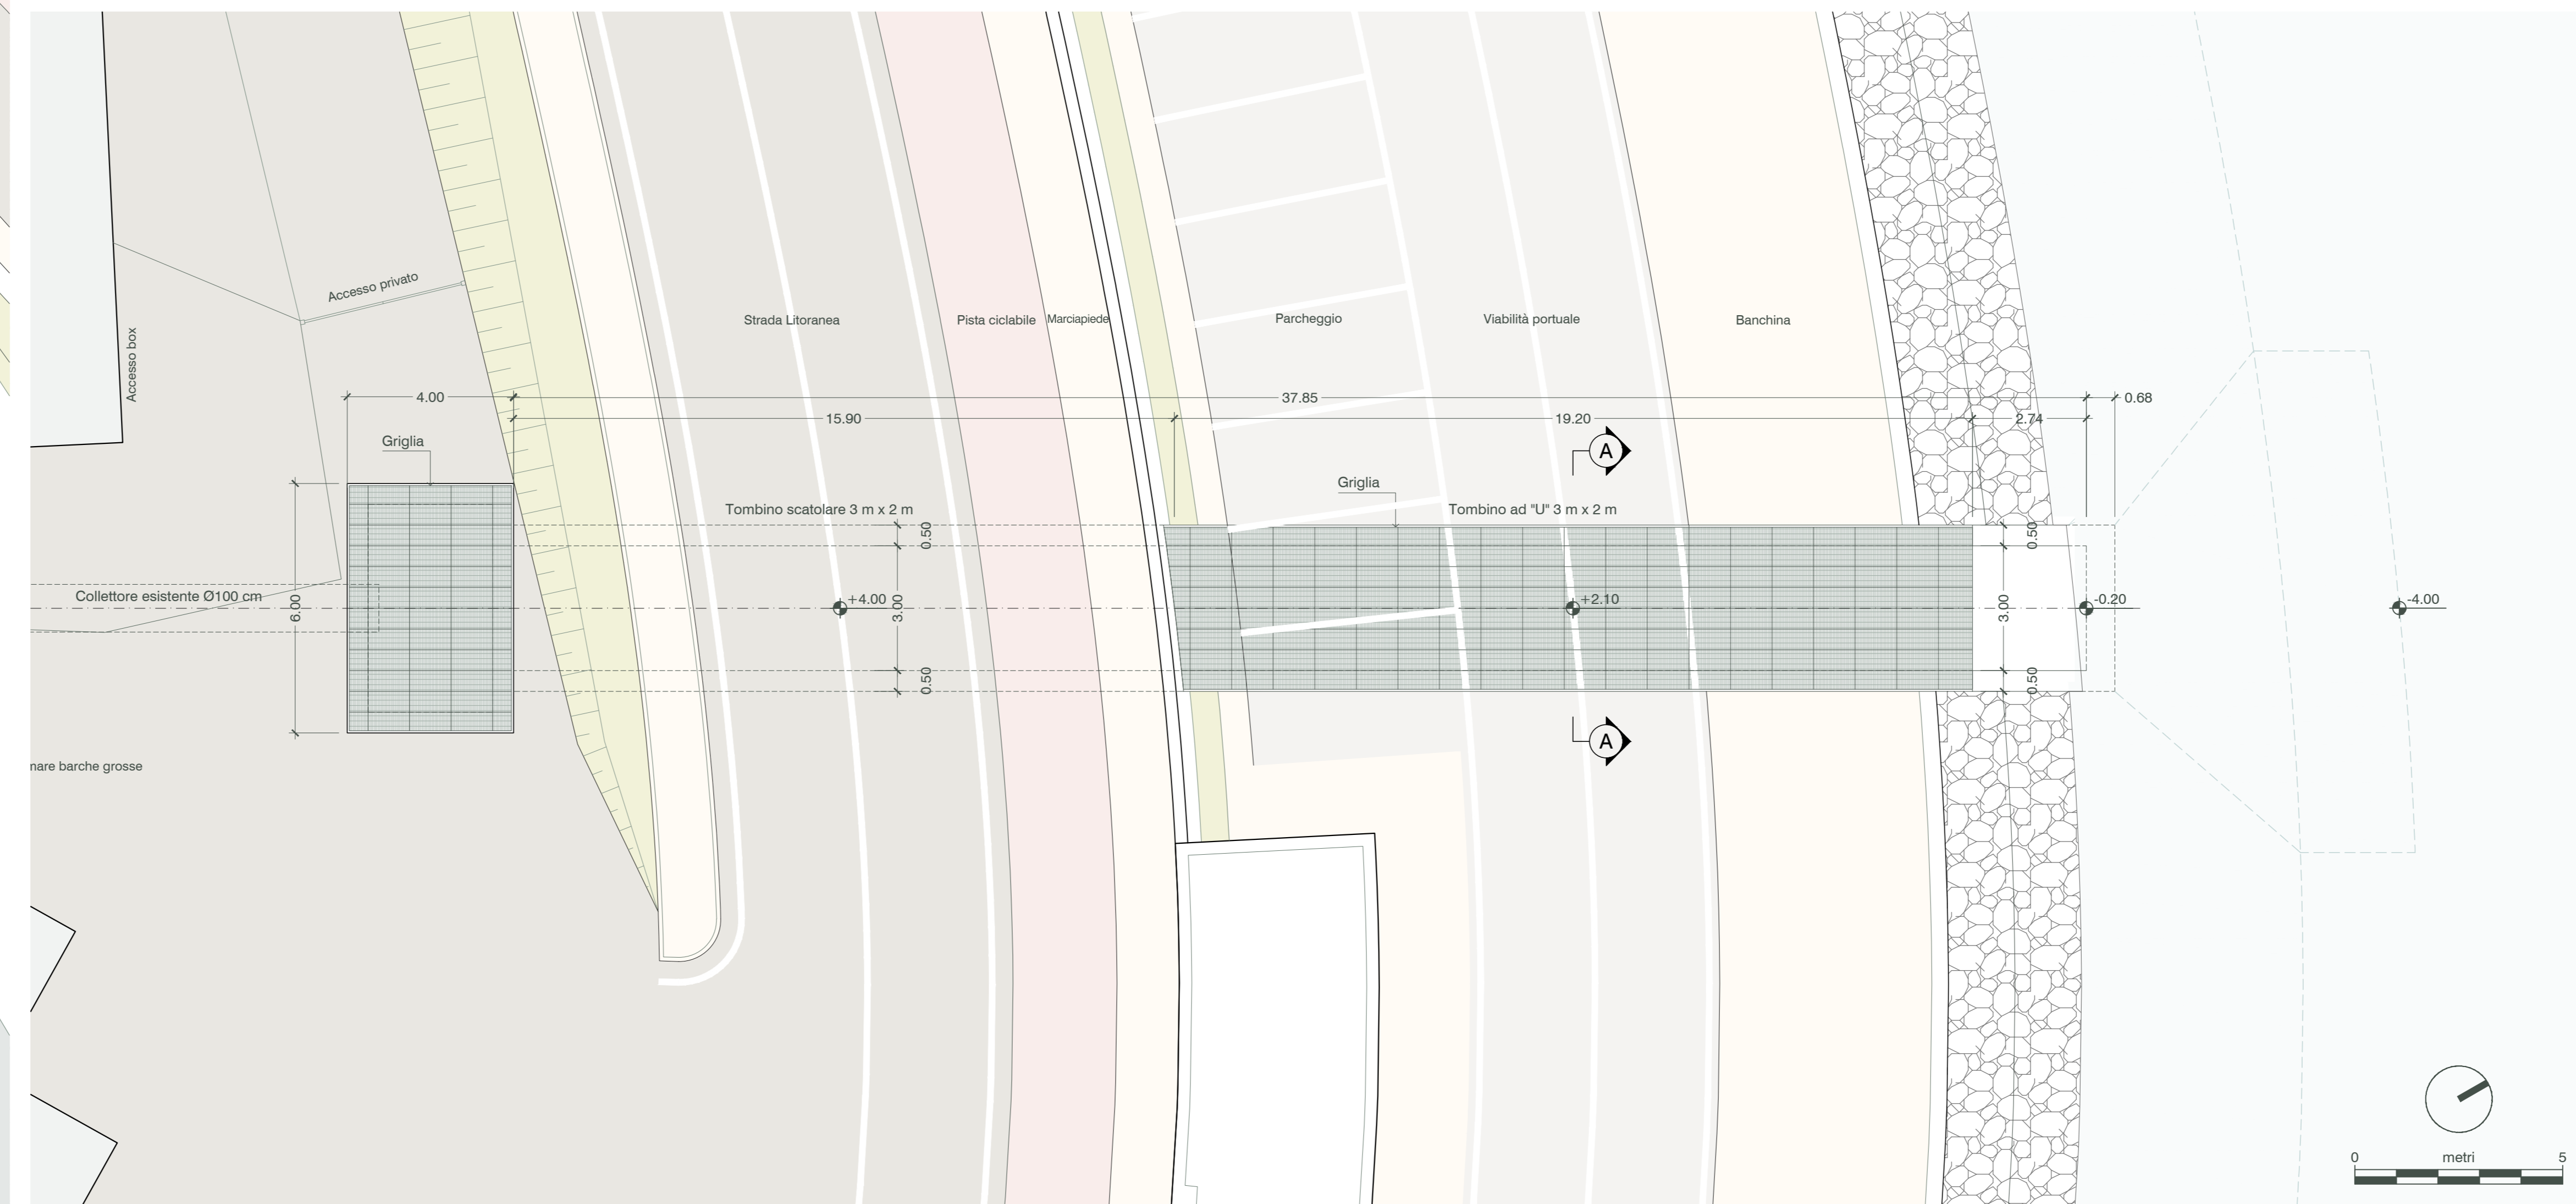 Accesso privato
Accesso box
Strada Litoranea
Pista ciclabile
Marciapiede
Parcheggio
Viabilità portuale
Banchina
4.00
37.85
0.68
15.90
19.20
2.74
Griglia
A
Griglia
Tombino scatolare 3 m x 2 m
Tombino ad "U" 3 m x 2 m
0.50
0.50
Collettore esistente Ø100 cm
6.00
+4.00
3.00
+2.10
3.00
-0.20
-4.00
0.50
0.50
A
mare barche grosse
0
metri
5